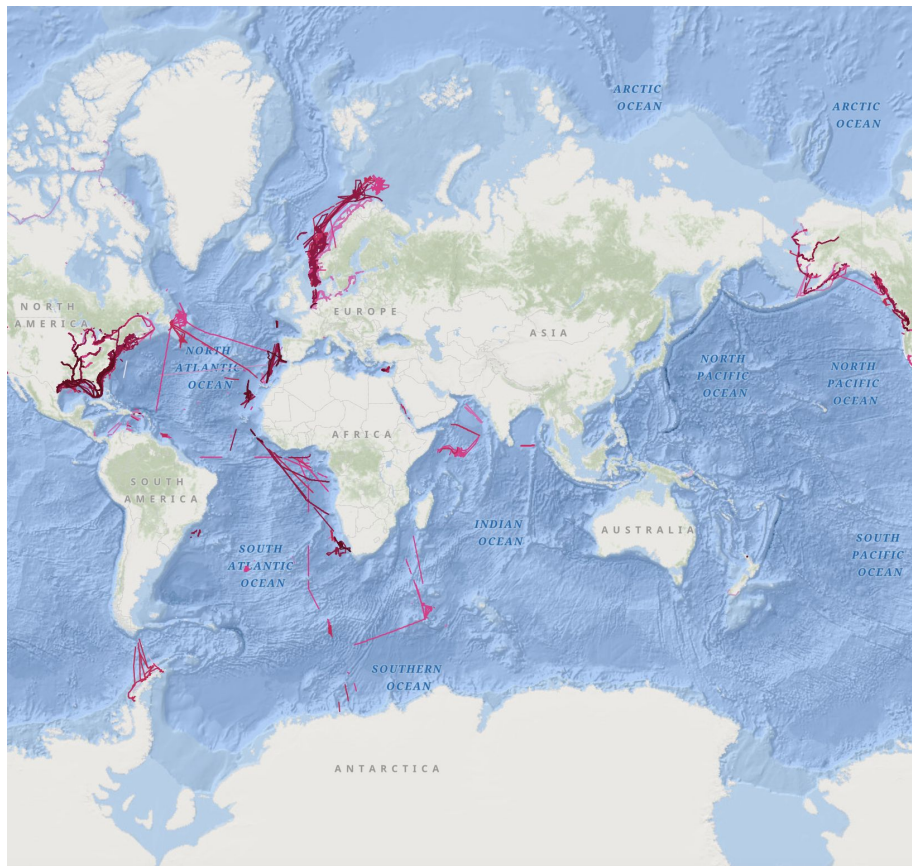 ARCTIC
OCEAN
ARCTIC
OCEAN
NORTH
AMERICA
EUROPE
ASIA
NORTH
ATLANTIC
OCEAN
NORTH
PACIFIC
OCEAN
NORTH
PACIFIC
OCEAN
AFRICA
SOUTH
AMERICA
INDIAN
OCEAN
AUSTRALIA
SOUTH
ATLANTIC
OCEAN
SOUTH
PACIFIC
OCEAN
SOUTHERN
OCEAN
ANTARCTICA